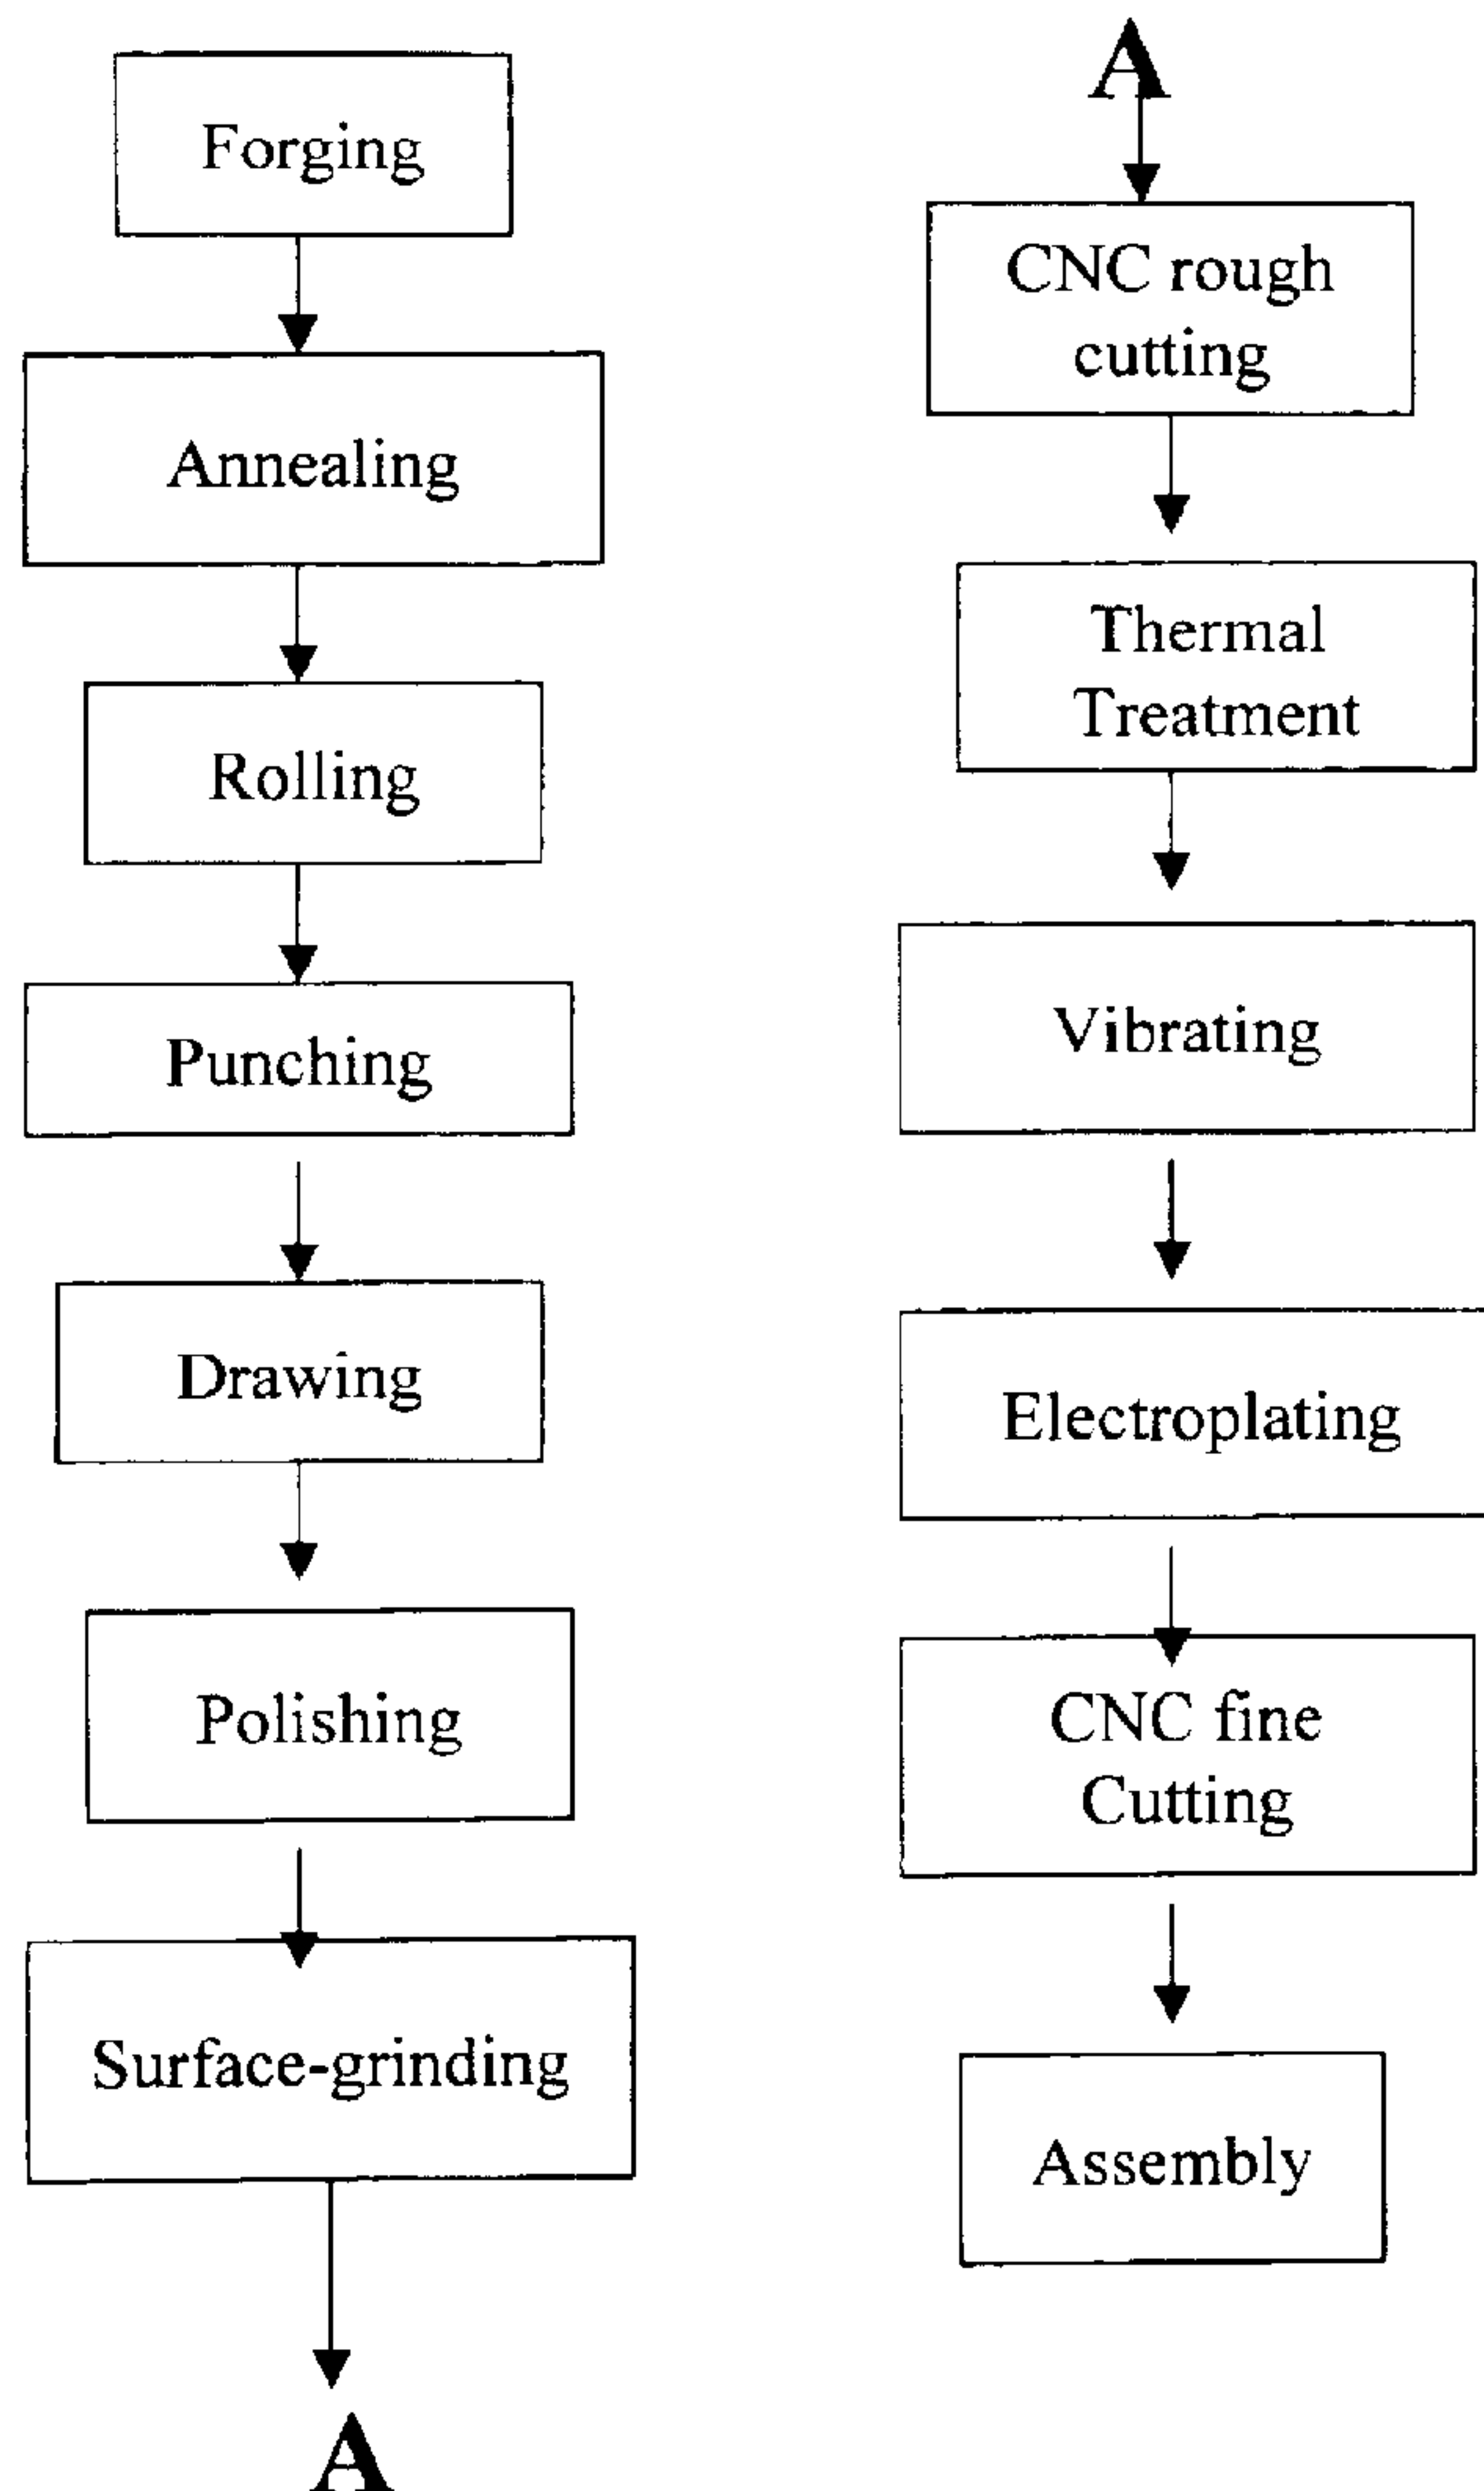 Forging
Annealing
Rolling
Punching
Drawing
Polishing
Surface-grinding
A
A
CNC rough
cutting
Thermal
Treatment
Vibrating
Electroplating
CNC fine
Cutting
Assembly